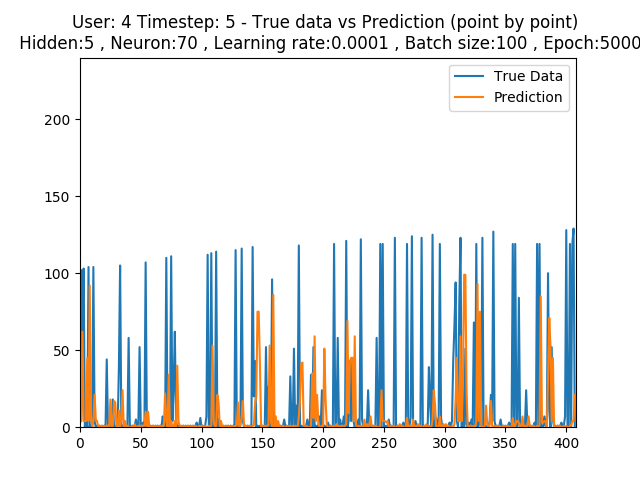 User: 4 Timestep: 5 - True data vs Prediction (point by point)
Hidden:5 , Neuron:70 , Learning rate:0.0001 , Batch size:100 , Epoch:5000
True Data
Prediction
200
150
100
50
0
0 50 100 150 200 250 300 350 400